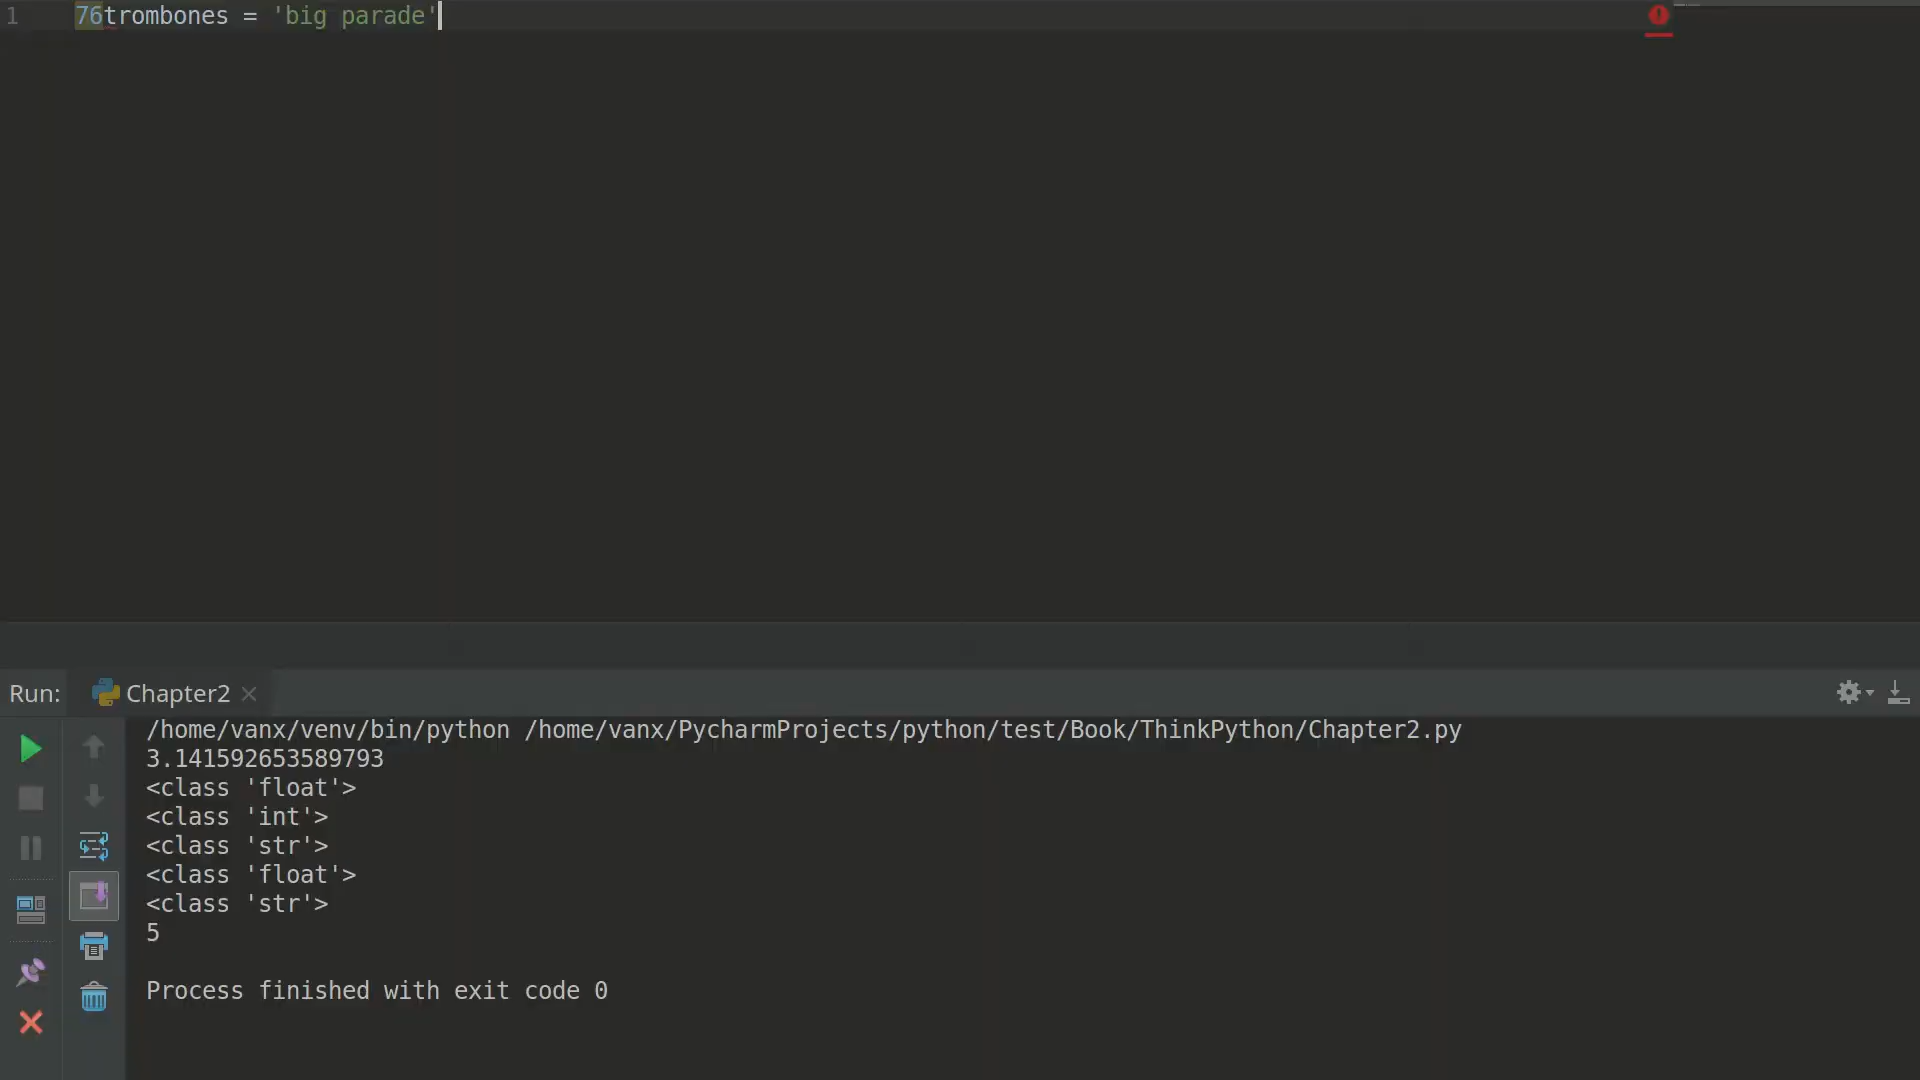 1 76trombones = 'big parade'
Run: Chapter2
/home/vanx/venv/bin/python /home/vanx/PycharmProjects/python/test/Book/ThinkPython/Chapter2.py
3.141592653589793
<class 'float'>
<class 'int'>
<class 'str'>
<class 'float'>
<class 'str'>
5
Process finished with exit code 0